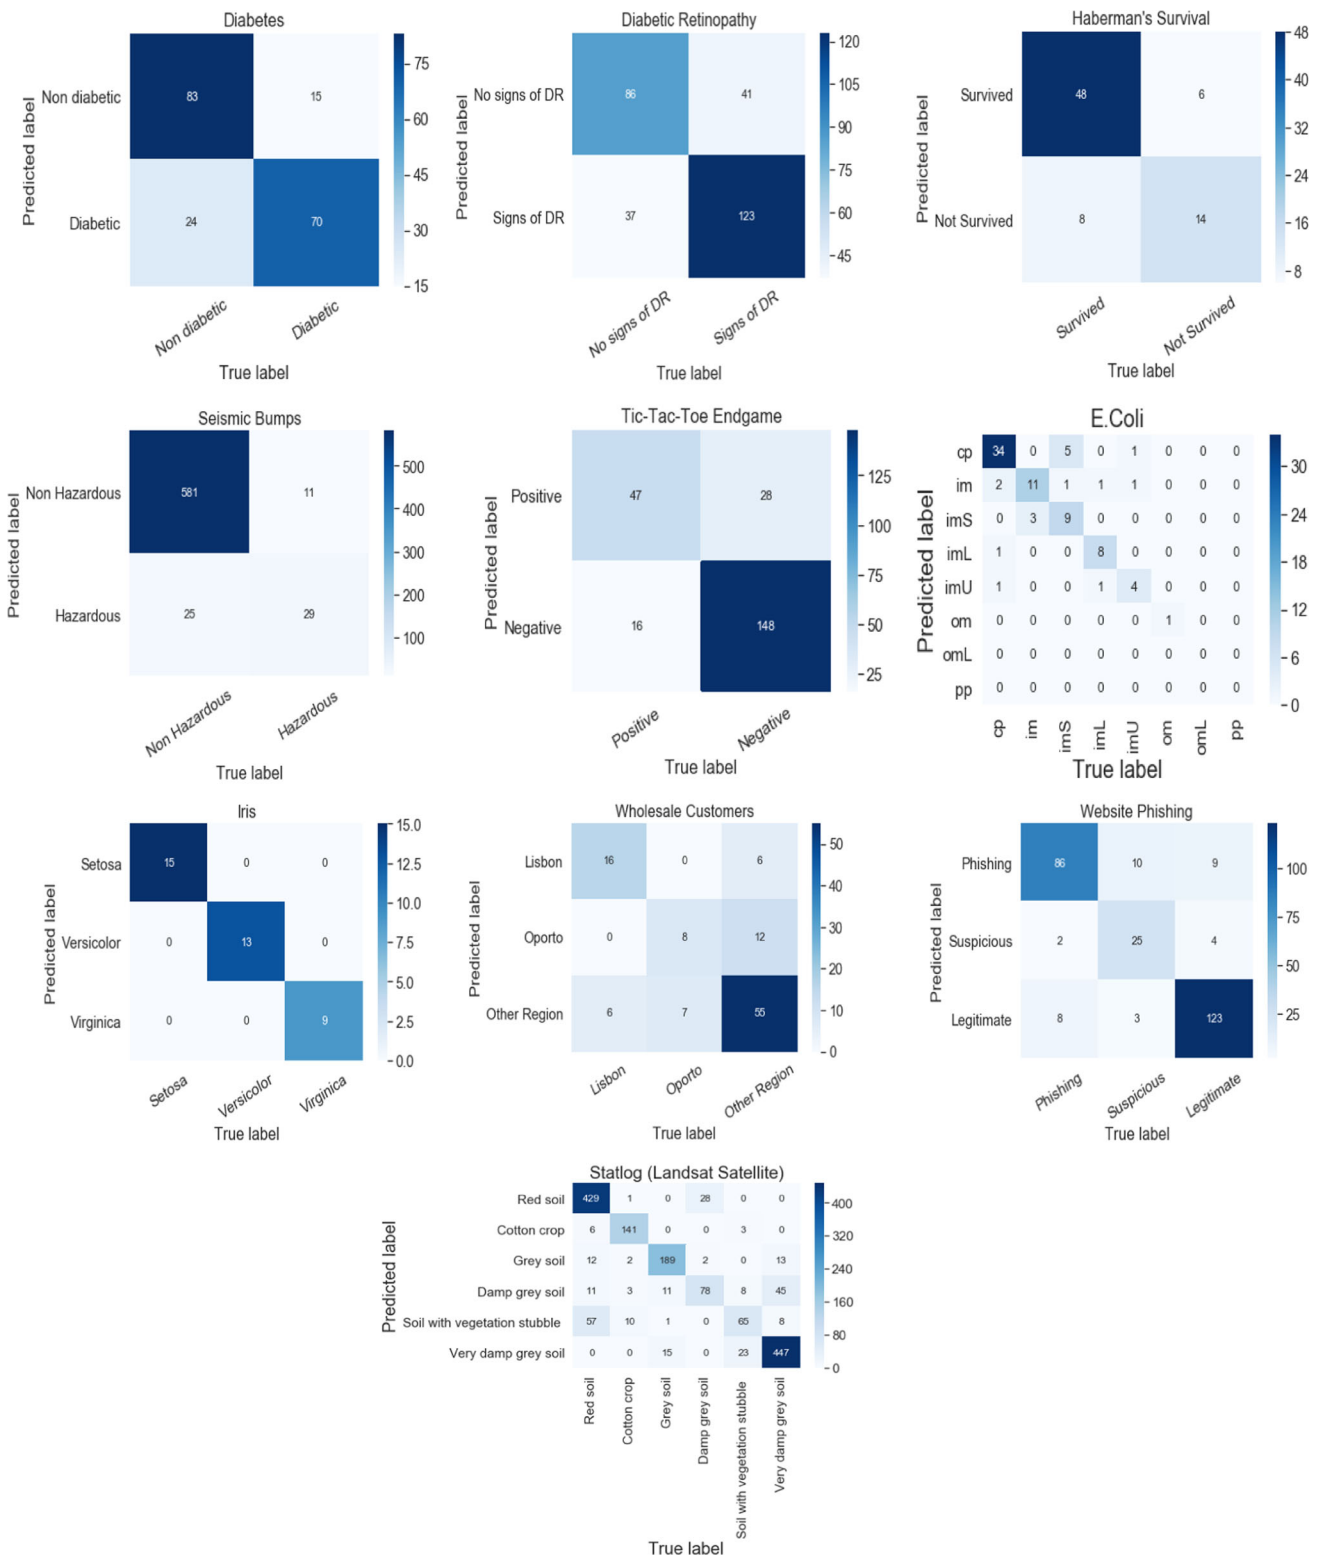 Diabetes
Predicted label
Non diabetic 83 15 75
60
45
Diabetic 24 70 30
15
Non diabetic Diabetic
True label
Diabetic Retinopathy
Predicted label
120
No signs of DR 86 41 105
90
75
Signs of DR 37 123 60
45
No signs of DR Signs of DR
True label
Haberman's Survival
Predicted label
48
Survived 48 6 40
32
24
Not Survived 8 14 16
8
Survived Not Survived
True label
Seismic Bumps
Predicted label
Non Hazardous 581 11 500
400
300
Hazardous 25 29 200
100
Non Hazardous Hazardous
True label
Tic-Tac-Toe Endgame
Predicted label
Positive 47 28 125
100
75
Negative 16 148 50
25
Positive Negative
True label
E.Coli
Predicted label
cp 34 0 5 0 1 0 0 0
im 2 11 1 1 1 0 0 0
imS 0 3 9 0 0 0 0 0
imL 1 0 0 8 0 0 0 0
imU 1 0 0 1 4 0 0 0
om 0 0 0 0 0 1 0 0
omL 0 0 0 0 0 0 0 0
pp 0 0 0 0 0 0 0 0
30
24
18
12
6
0
cp im imS imL imU om omL pp
True label
Iris
Predicted label
Setosa 15 0 0
Versicolor 0 13 0
Virginica 0 0 9
15.0
12.5
10.0
7.5
5.0
2.5
0.0
Setosa Versicolor Virginica
True label
Wholesale Customers
Predicted label
Lisbon 16 0 6
Oporto 0 8 12
Other Region 6 7 55
50
40
30
20
10
0
Lisbon Oporto Other Region
True label
Website Phishing
Predicted label
Phishing 86 10 9
Suspicious 2 25 4
Legitimate 8 3 123
100
75
50
25
Phishing Suspicious Legitimate
True label
Statlog (Landsat Satellite)
Predicted label
Red soil 429 1 0 28 0 0
Cotton crop 6 141 0 0 3 0
Grey soil 12 2 189 2 0 13
Damp grey soil 11 3 11 78 8 45
Soil with vegetation stubble 57 10 1 0 65 8
Very damp grey soil 0 0 15 0 23 447
400
320
240
160
80
0
Red soil Cotton crop Grey soil Damp grey soil Soil with vegetation stubble Very damp grey soil
True label